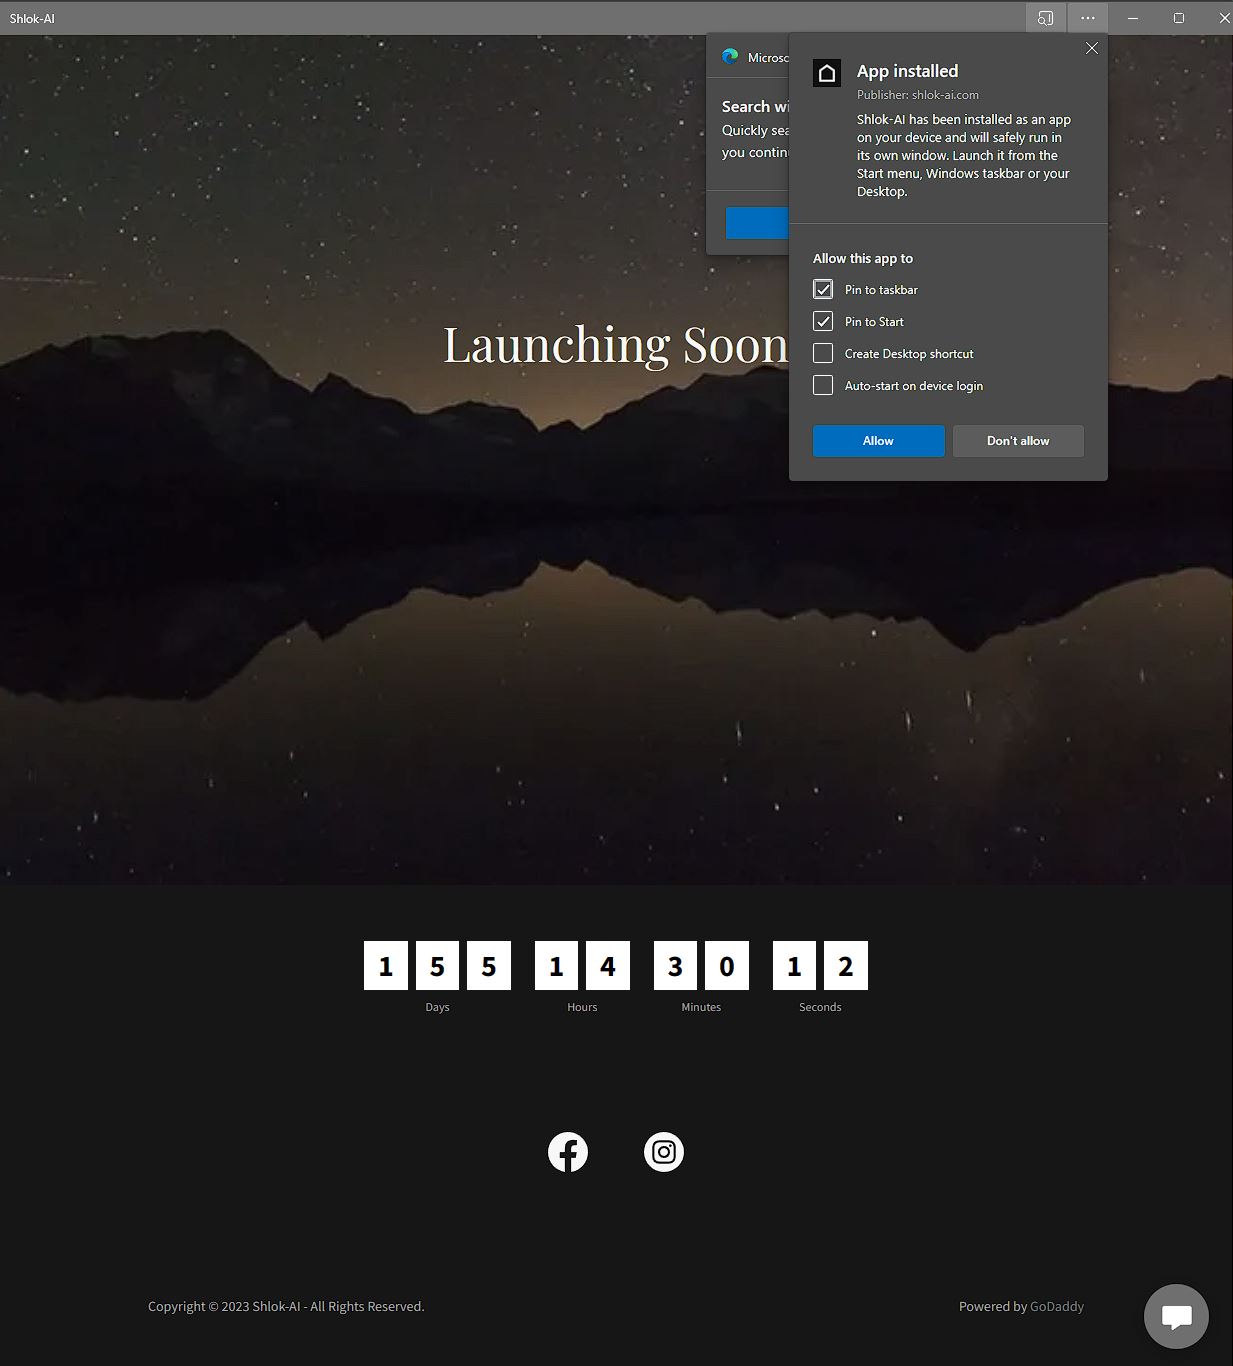 Shlok-AI
Microsc
Search wi
Quickly sea
you contin
App installed
Publisher: shlok-ai.com
Shlok-AI has been installed as an app
on your device and will safely run in
its own window. Launch it from the
Start menu, Windows taskbar or your
Desktop.
Allow this app to
Pin to taskbar
Pin to Start
Create Desktop shortcut
Auto-start on device login
Allow
Don't allow
Launching Soon
1 5 5 1 4 3 0 1 2
Days Hours Minutes Seconds
Copyright © 2023 Shlok-AI - All Rights Reserved.
Powered by GoDaddy